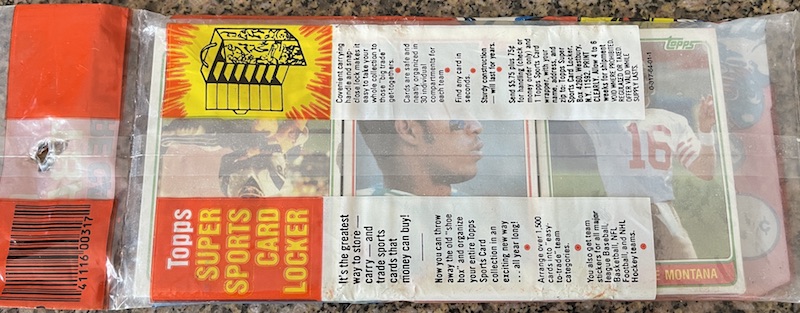 41116 00317
Topps
SUPER
SPORTS
CARD
LOCKER
It's the greatest
way to store —
carry — and
trade sports
cards that
money can buy!
Now you can throw
away the old "shoe
box" and organize
your entire Topps
Sports Card
collection in an
exciting new way
... all year long!
Arrange over 1,500
cards into "easy
to-trade" team
categories.
You also get team
stickers for all major
league Baseball,
Basketball, NFL
Football, and NHL
Hockey Teams.
Covenient carrying
handle and snap-
close lock makes it
easy to take your
whole collection to
those "big trade"
get-togethers.
Cards are safe and
neatly organized in
30 individual
compartments for
each team
Find any card in
seconds.
Sturdy construction
— will last for years.
Send $3.75 plus 75¢
for handling (check or
money order only) and
1 Topps Sports Card
wrapper with your
name, address, and
zip to: Topps Super
Sports Card Locker,
Box 4280, Westbury,
N.Y. 11592. PRINT
CLEARLY. Allow 4 to 6
weeks for shipment.
VOID WHERE PROHIBITED,
REGULATED OR TAXED.
OFFER VALID WHILE
SUPPLY LASTS.
0-317-84-01-1
topps
16
E MONTANA